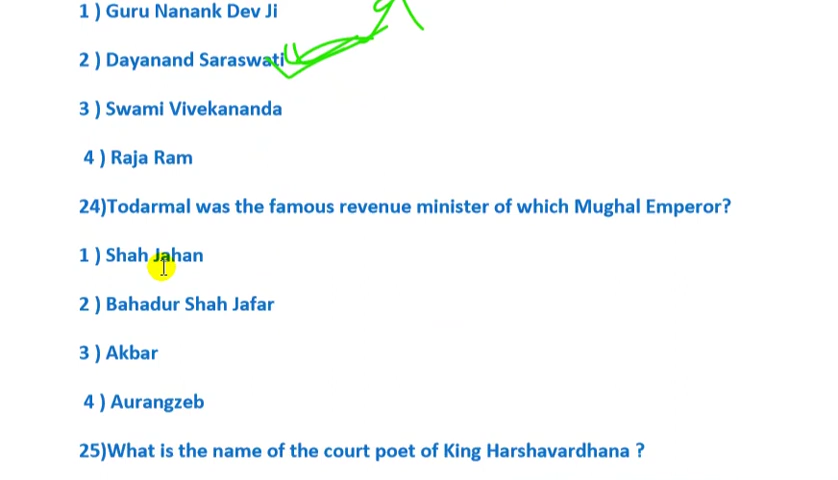 1 ) Guru Nanank Dev Ji
2 ) Dayanand Saraswati
3 ) Swami Vivekananda
4 ) Raja Ram
24)Todarmal was the famous revenue minister of which Mughal Emperor?
1 ) Shah Jahan
2 ) Bahadur Shah Jafar
3 ) Akbar
4 ) Aurangzeb
25)What is the name of the court poet of King Harshavardhana ?